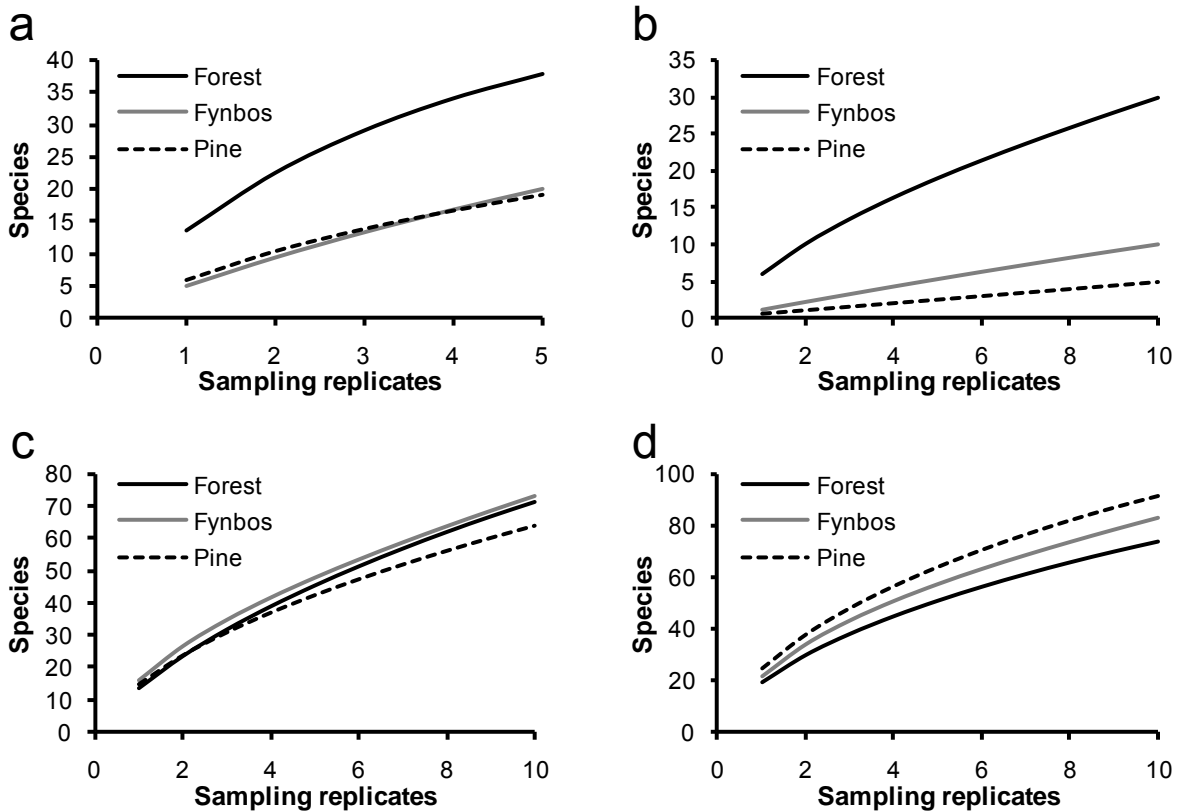 a
40
35
30
25
20
15
10
5
0
Species
Forest
Fynbos
Pine
0 1 2 3 4 5
Sampling replicates
b
35
30
25
20
15
10
5
0
Species
Forest
Fynbos
Pine
0 2 4 6 8 10
Sampling replicates
c
80
70
60
50
40
30
20
10
0
Species
Forest
Fynbos
Pine
0 2 4 6 8 10
Sampling replicates
d
100
80
60
40
20
0
Species
Forest
Fynbos
Pine
0 2 4 6 8 10
Sampling replicates